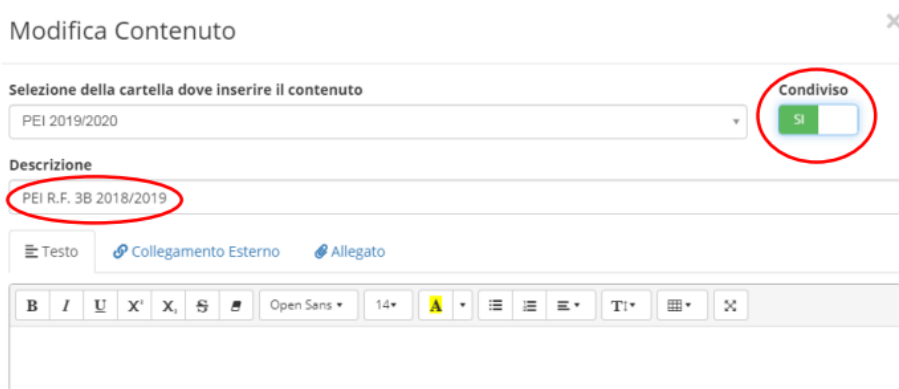 Modifica Contenuto
×
Selezione della cartella dove inserire il contenuto
Condiviso
PEI 2019/2020
SI
Descrizione
PEI R.F. 3B 2018/2019
Testo Collegamento Esterno Allegato
B I U X² X₂ S Open Sans 14 A T